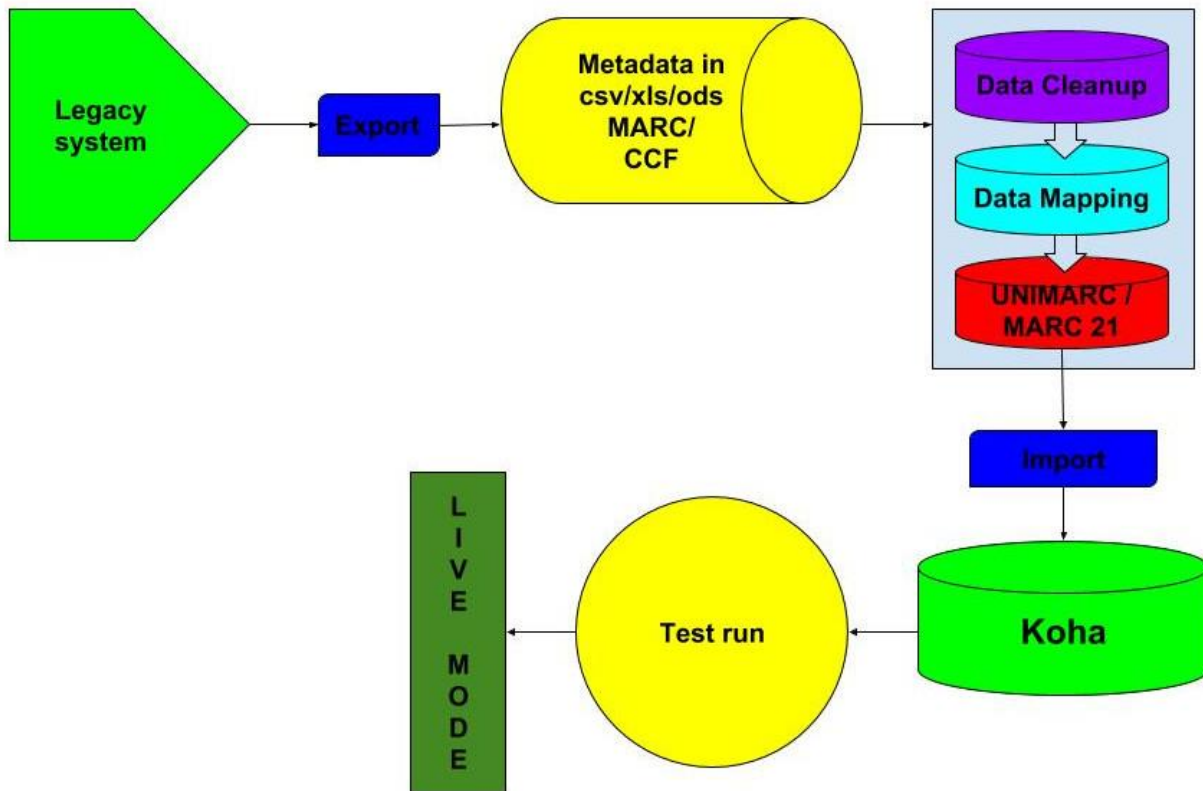 Legacy
system
Export
Metadata in
csv/xls/ods
MARC/
CCF
Data Cleanup
Data Mapping
UNIMARC /
MARC 21
Import
Koha
Test run
L
I
V
E
M
O
D
E